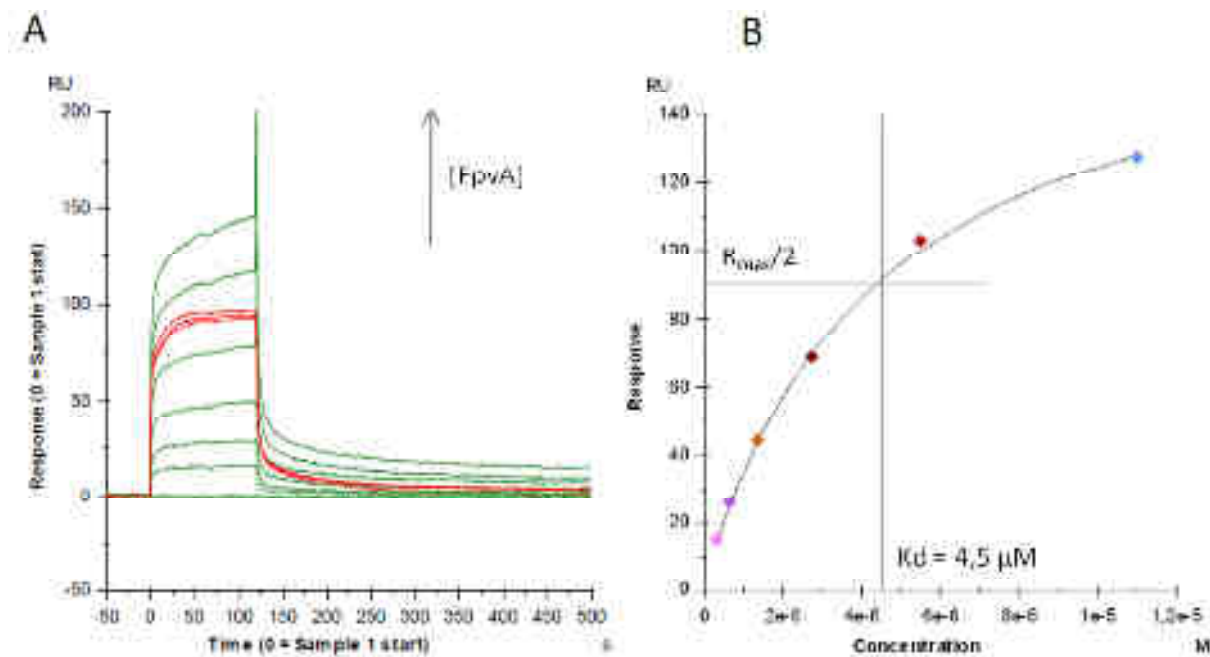 A
B
RU
200
150
100
50
0
-50
-50 0 50 100 150 200 250 300 350 400 450 500
Response (0 = Sample 1 start)
Time (0 = Sample 1 start)
s
[FpvA]
RU
140
120
100
80
60
40
20
0
0 2e-6 4e-6 6e-6 8e-6 1e-5 1,2e-5
Response
Concentration
M
Rmax/2
Kd = 4,5 µM